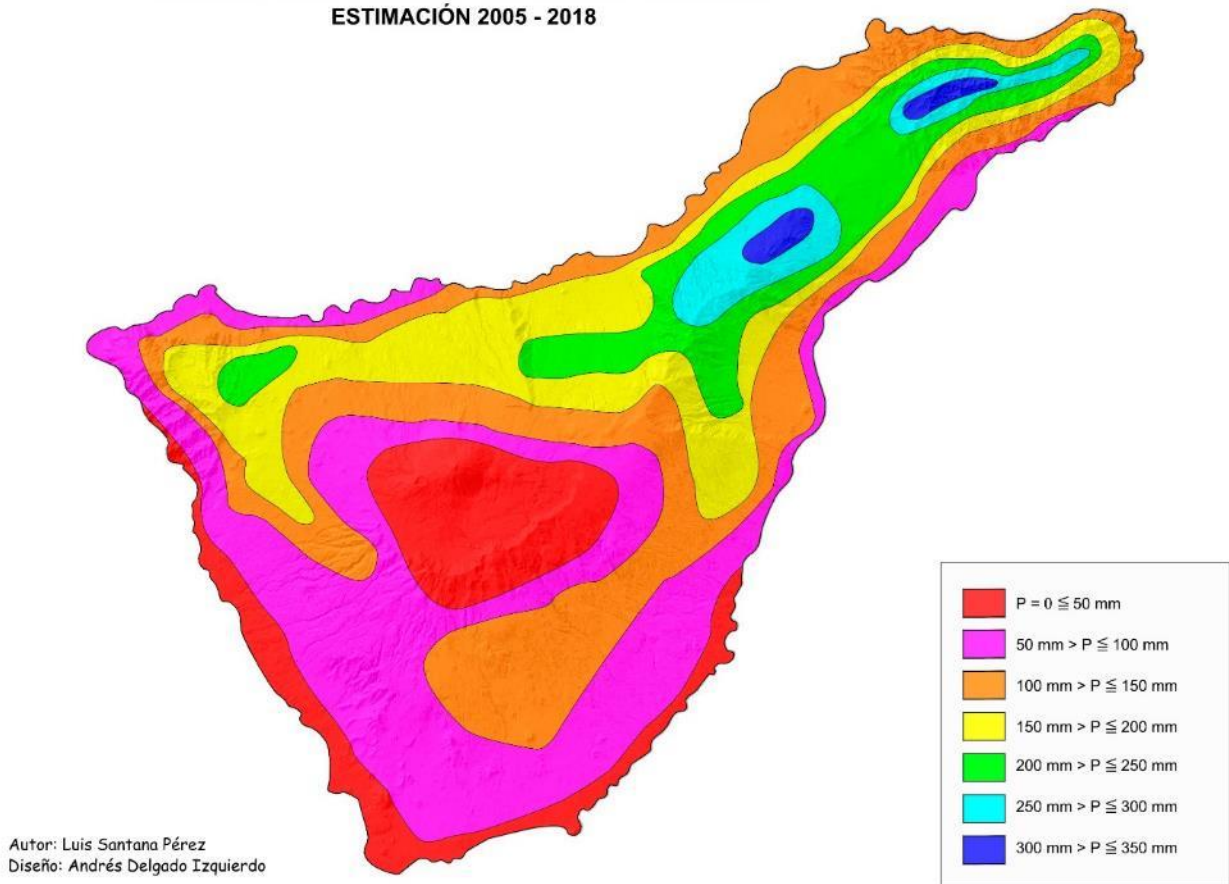 ESTIMACIÓN 2005 - 2018
P = 0 ≦ 50 mm
50 mm > P ≦ 100 mm
100 mm > P ≦ 150 mm
150 mm > P ≦ 200 mm
200 mm > P ≦ 250 mm
250 mm > P ≦ 300 mm
300 mm > P ≦ 350 mm
Autor: Luis Santana Pérez
Diseño: Andrés Delgado Izquierdo